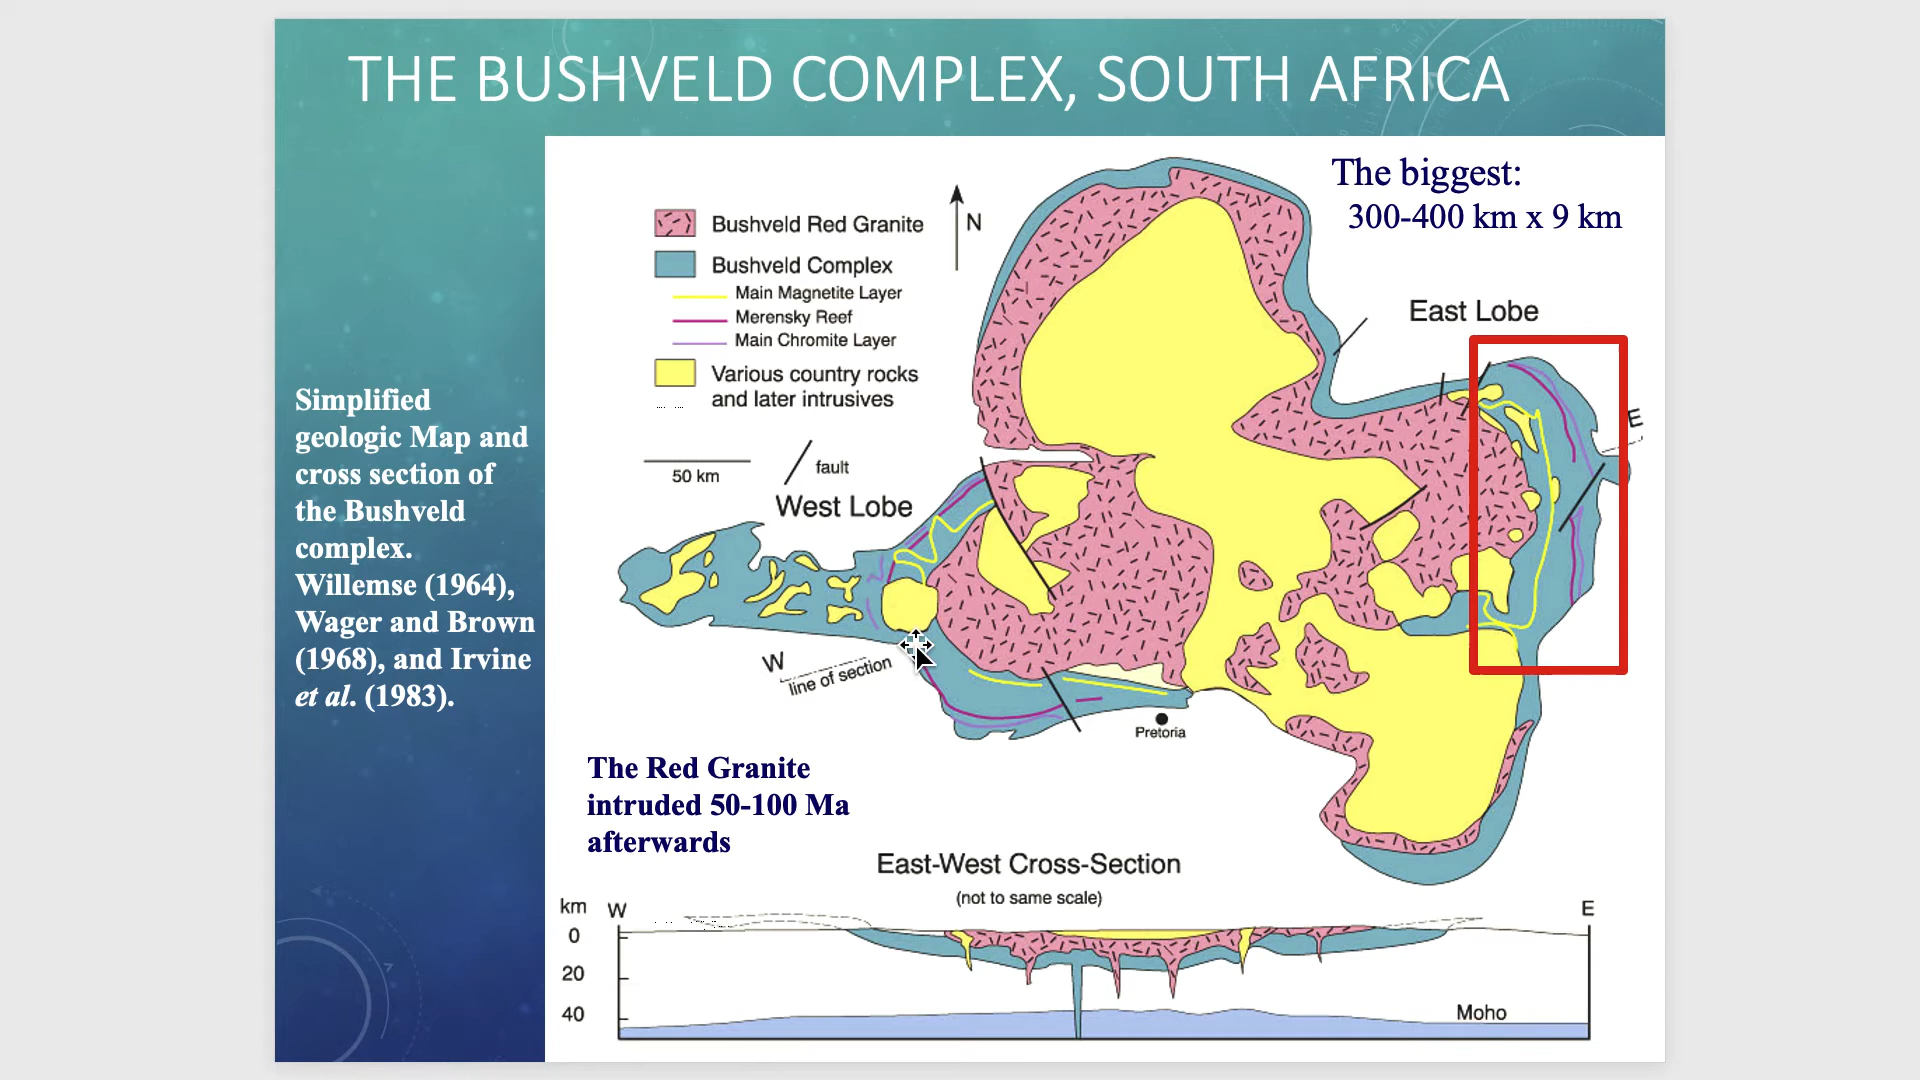 THE BUSHVELD COMPLEX, SOUTH AFRICA
The biggest:
300-400 km x 9 km
Bushveld Red Granite
N
Bushveld Complex
Main Magnetite Layer
Merensky Reef
Main Chromite Layer
Various country rocks
and later intrusives
East Lobe
E
50 km
fault
West Lobe
Simplified
geologic Map and
cross section of
the Bushveld
complex.
Willemse (1964),
Wager and Brown
(1968), and Irvine
et al. (1983).
W
line of section
Pretoria
The Red Granite
intruded 50-100 Ma
afterwards
East-West Cross-Section
(not to same scale)
km
W
E
0
20
40
Moho